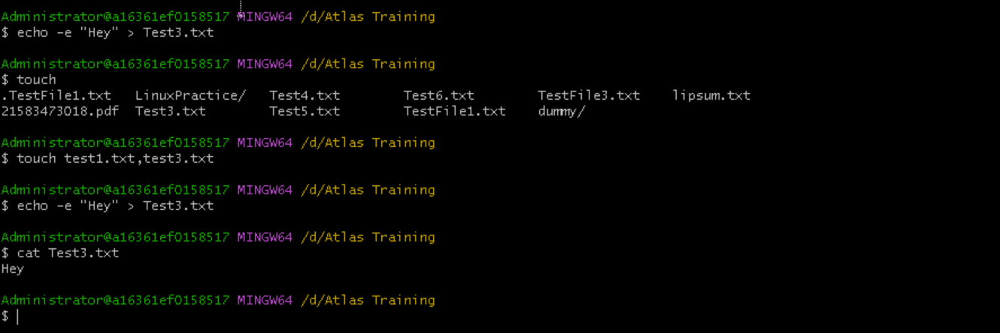 Administrator@a16361ef0158517 MINGW64 /d/Atlas Training
$ echo -e "Hey" > Test3.txt
Administrator@a16361ef0158517 MINGW64 /d/Atlas Training
$ touch
.TestFile1.txt LinuxPractice/ Test4.txt Test6.txt TestFile3.txt lipsum.txt
21583473018.pdf Test3.txt Test5.txt TestFile1.txt dummy/
Administrator@a16361ef0158517 MINGW64 /d/Atlas Training
$ touch test1.txt,test3.txt
Administrator@a16361ef0158517 MINGW64 /d/Atlas Training
$ echo -e "Hey" > Test3.txt
Administrator@a16361ef0158517 MINGW64 /d/Atlas Training
$ cat Test3.txt
Hey
Administrator@a16361ef0158517 MINGW64 /d/Atlas Training
$